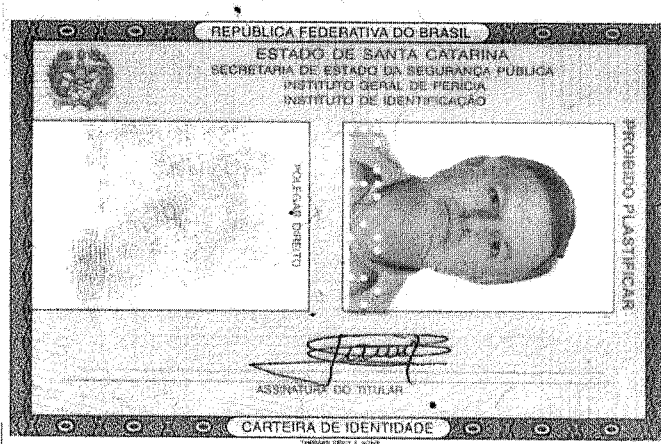 REPÚBLICA FEDERATIVA DO BRASIL
ESTADO DE SANTA CATARINA
SECRETARIA DE ESTADO DA SEGURANÇA PÚBLICA
INSTITUTO GERAL DE PERÍCIA
INSTITUTO DE IDENTIFICAÇÃO
POLEGAR DIREITO
PROIBIDO PLASTIFICAR
ASSINATURA DO TITULAR
CARTEIRA DE IDENTIDADE